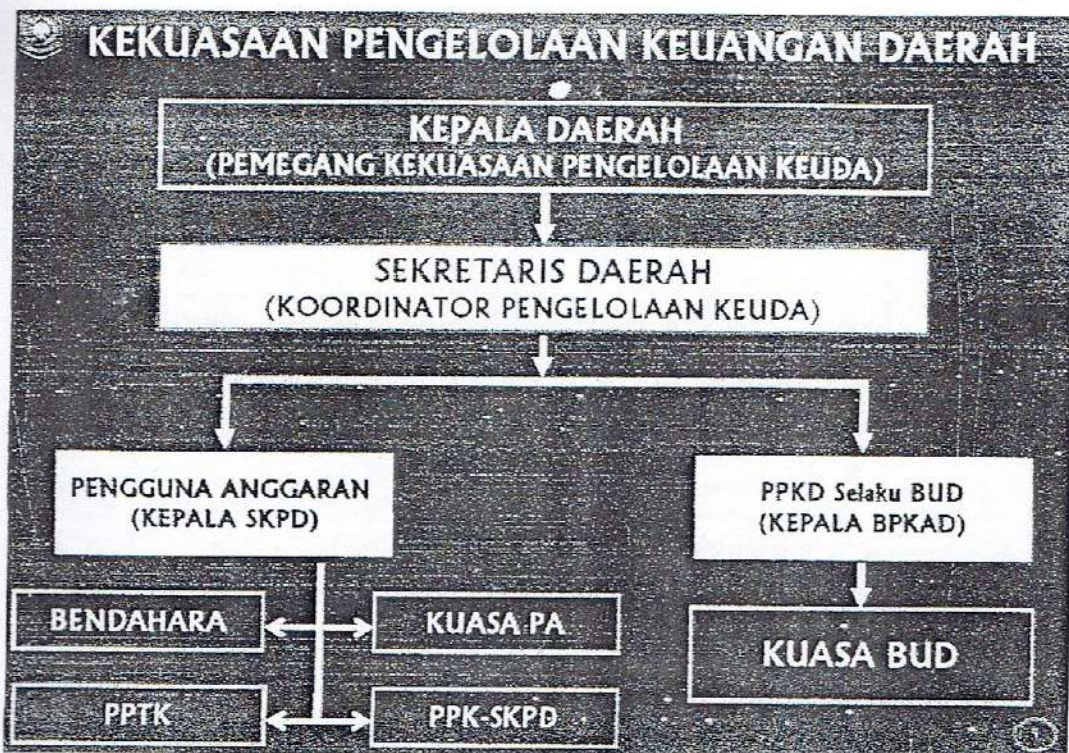 KEKUASAAN PENGELOLAAN KEUANGAN DAERAH
KEPALA DAERAH
(PEMEGANG KEKUASAAN PENGELOLAAN KEUDA)
SEKRETARIS DAERAH
(KOORDINATOR PENGELOLAAN KEUDA)
PENGGUNA ANGGARAN
(KEPALA SKPD)
PPKD Selaku BUD
(KEPALA BPKAD)
BENDAHARA
KUASA PA
KUASA BUD
PPTK
PPK-SKPD